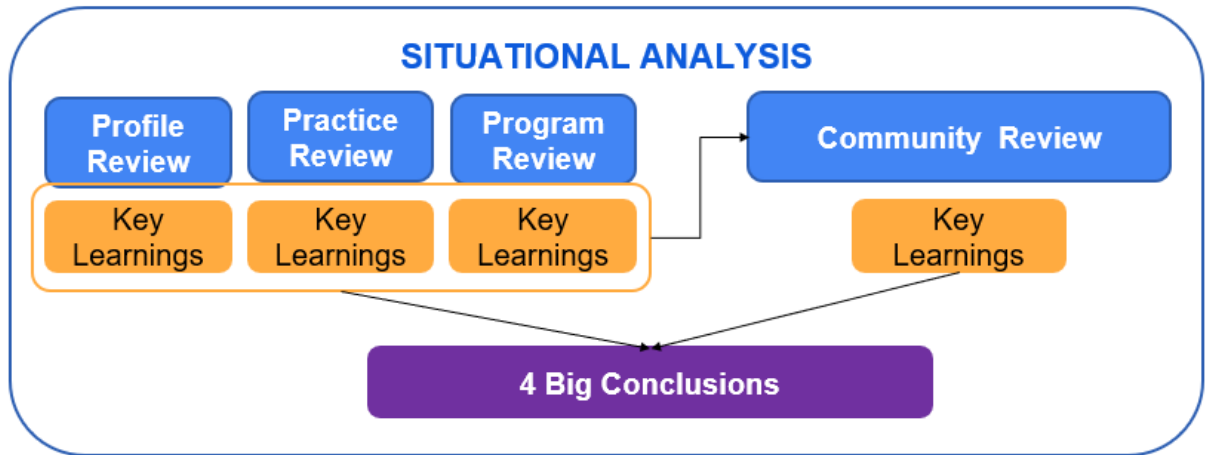 SITUATIONAL ANALYSIS
Profile
Review
Practice
Review
Program
Review
Community  Review
Key
Learnings
Key
Learnings
Key
Learnings
Key
Learnings
4 Big Conclusions